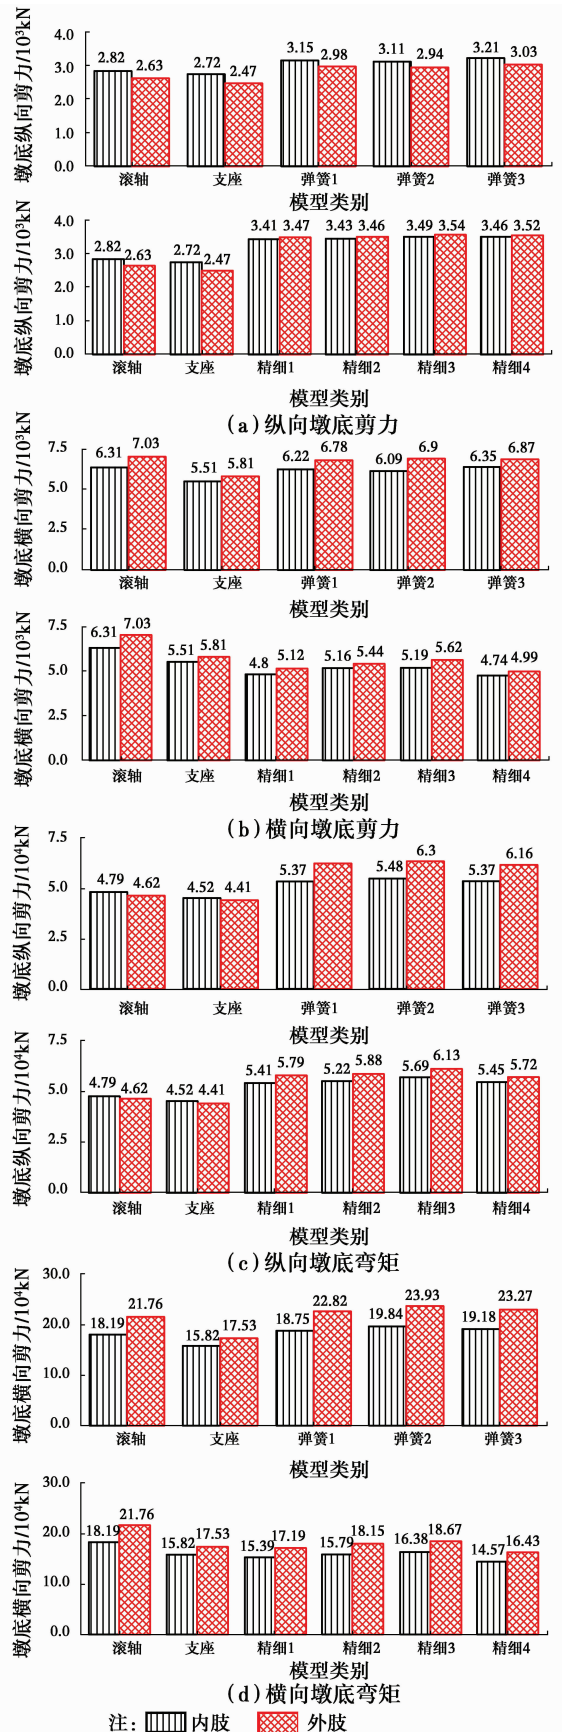 墩底纵向剪力/10³kN
4.0
3.0
2.0
1.0
0.0
2.82 2.63 2.72 2.47 3.15 2.98 3.11 2.94 3.21 3.03
滚轴 支座 弹簧1 弹簧2 弹簧3
模型类别
墩底纵向剪力/10³kN
4.0
3.0
2.0
1.0
0.0
2.82 2.63 2.72 2.47 3.41 3.47 3.43 3.46 3.49 3.54 3.46 3.52
滚轴 支座 精细1 精细2 精细3 精细4
模型类别
(a)纵向墩底剪力
墩底横向剪力/10³kN
7.5
5.0
2.5
0.0
6.31 7.03 5.51 5.81 6.22 6.78 6.09 6.9 6.35 6.87
滚轴 支座 弹簧1 弹簧2 弹簧3
模型类别
墩底横向剪力/10³kN
7.5
5.0
2.5
0.0
6.31 7.03 5.51 5.81 4.8 5.12 5.16 5.44 5.19 5.62 4.74 4.99
滚轴 支座 精细1 精细2 精细3 精细4
模型类别
(b)横向墩底剪力
墩底纵向剪力/10⁴kN
7.5
5.0
2.5
0.0
4.79 4.62 4.52 4.41 5.37 5.48 6.3 5.37 6.16
滚轴 支座 弹簧1 弹簧2 弹簧3
模型类别
墩底纵向剪力/10⁴kN
7.5
5.0
2.5
0.0
4.79 4.62 4.52 4.41 5.41 5.79 5.22 5.88 5.69 6.13 5.45 5.72
滚轴 支座 精细1 精细2 精细3 精细4
模型类别
(c)纵向墩底弯矩
墩底横向剪力/10⁴kN
30.0
20.0
10.0
0.0
18.19 21.76 15.82 17.53 18.75 22.82 19.84 23.93 19.18 23.27
滚轴 支座 弹簧1 弹簧2 弹簧3
模型类别
墩底横向剪力/10⁴kN
30.0
20.0
10.0
0.0
18.19 21.76 15.82 17.53 15.39 17.19 15.79 18.15 16.38 18.67 14.57 16.43
滚轴 支座 精细1 精细2 精细3 精细4
模型类别
(d)横向墩底弯矩
注: 内肢 外肢